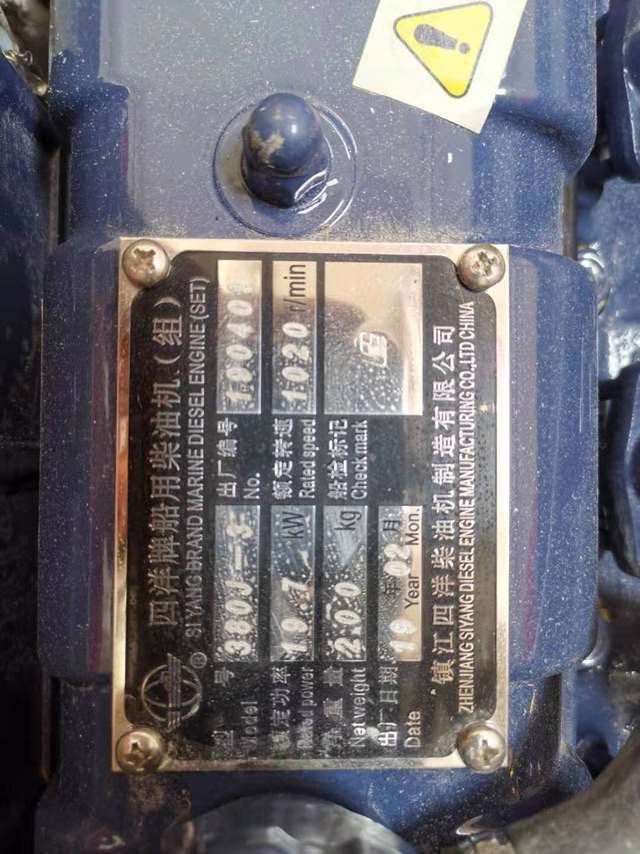 四洋牌船用柴油机（组）
SI YANG BRAND MARINE DIESEL ENGINE (SET)
®
型 号 出厂编号
Model No.
额定功率 10.7 kW 额定转速 1020 r/min
Rated power Rated speed
净重量 200 kg 船检标记
Net weight Check mark
出厂日期 年 02 月
Date Year Mon.
镇江四洋柴油机制造有限公司
ZHENJIANG SIYANG DIESEL ENGINE MANUFACTURING CO.,LTD CHINA